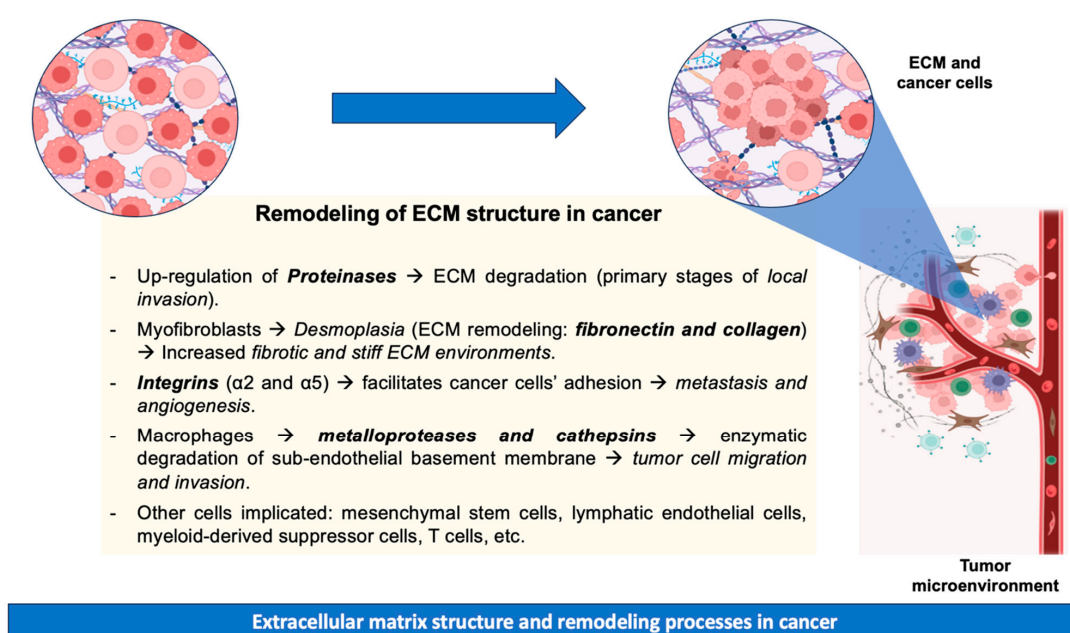 ECM and
cancer cells
Remodeling of ECM structure in cancer
- Up-regulation of Proteinases → ECM degradation (primary stages of local
invasion).
- Myofibroblasts → Desmoplasia (ECM remodeling: fibronectin and collagen)
→ Increased fibrotic and stiff ECM environments.
- Integrins (α2 and α5) → facilitates cancer cells’ adhesion → metastasis and
angiogenesis.
- Macrophages → metalloproteases and cathepsins → enzymatic
degradation of sub-endothelial basement membrane → tumor cell migration
and invasion.
- Other cells implicated: mesenchymal stem cells, lymphatic endothelial cells,
myeloid-derived suppressor cells, T cells, etc.
Tumor
microenvironment
Extracellular matrix structure and remodeling processes in cancer